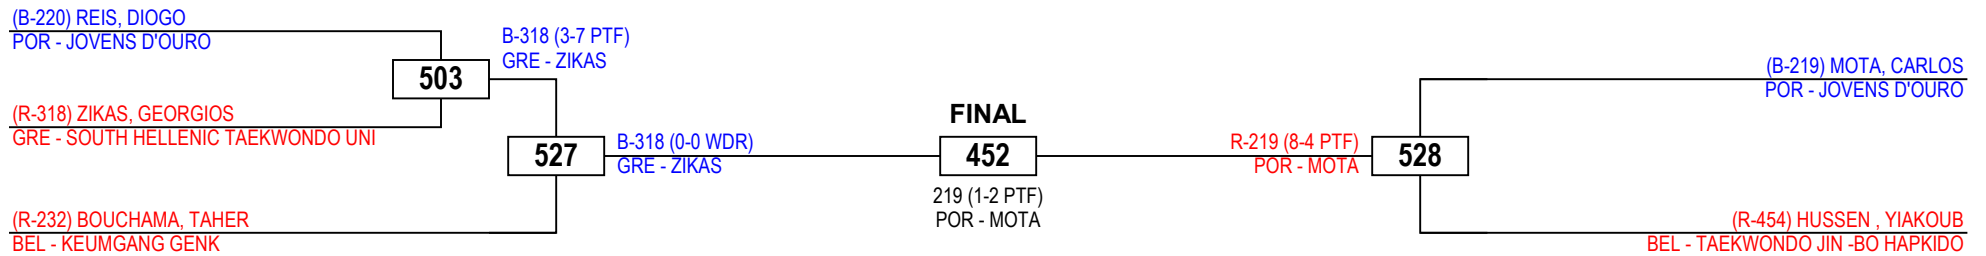 (B-220) REIS, DIOGO
POR - JOVENS D'OURO
B-318 (3-7 PTF)
GRE - ZIKAS
503
(R-318) ZIKAS, GEORGIOS
GRE - SOUTH HELLENIC TAEKWONDO UNI
527
B-318 (0-0 WDR)
GRE - ZIKAS
(R-232) BOUCHAMA, TAHER
BEL - KEUMGANG GENK
FINAL
452
219 (1-2 PTF)
POR - MOTA
(B-219) MOTA, CARLOS
POR - JOVENS D'OURO
R-219 (8-4 PTF)
POR - MOTA
528
(R-454) HUSSEN , YIAKOUB
BEL - TAEKWONDO JIN -BO HAPKIDO